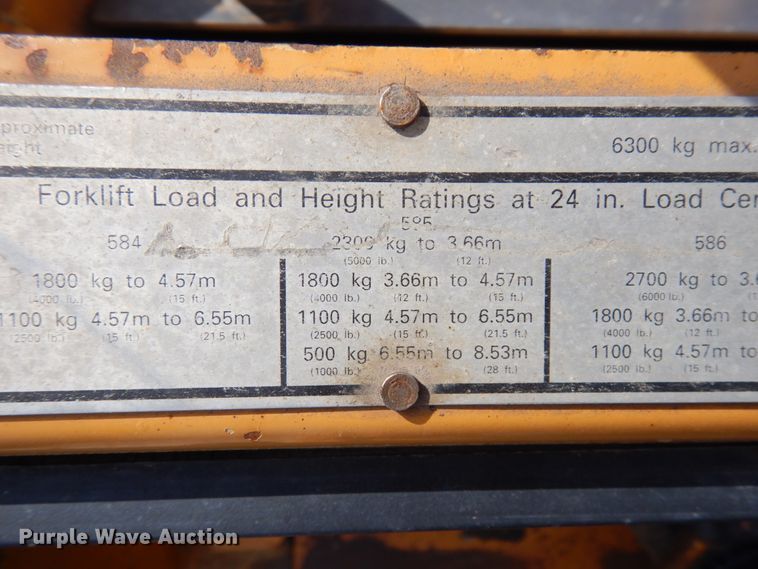 proximate
6300 kg max.
Forklift Load and Height Ratings at 24 in. Load Cer
584
1800 kg to 4.57m
(4000 lb.) (15 ft.)
1100 kg 4.57m to 6.55m
(2500 lb.) (15 ft.) (21.5 ft.)
585
2300 kg to 3.66m
(5000 lb.) (12 ft.)
1800 kg 3.66m to 4.57m
(4000 lb.) (12 ft.) (15 ft.)
1100 kg 4.57m to 6.55m
(2500 lb.) (15 ft.) (21.5 ft.)
500 kg 6.55m to 8.53m
(1000 lb.) (28 ft.)
586
2700 kg to 3.6
(6000 lb.)
1800 kg 3.66m to
(4000 lb.) (12 ft.)
1100 kg 4.57m to
(2500 lb.) (15 ft.)
Purple Wave Auction